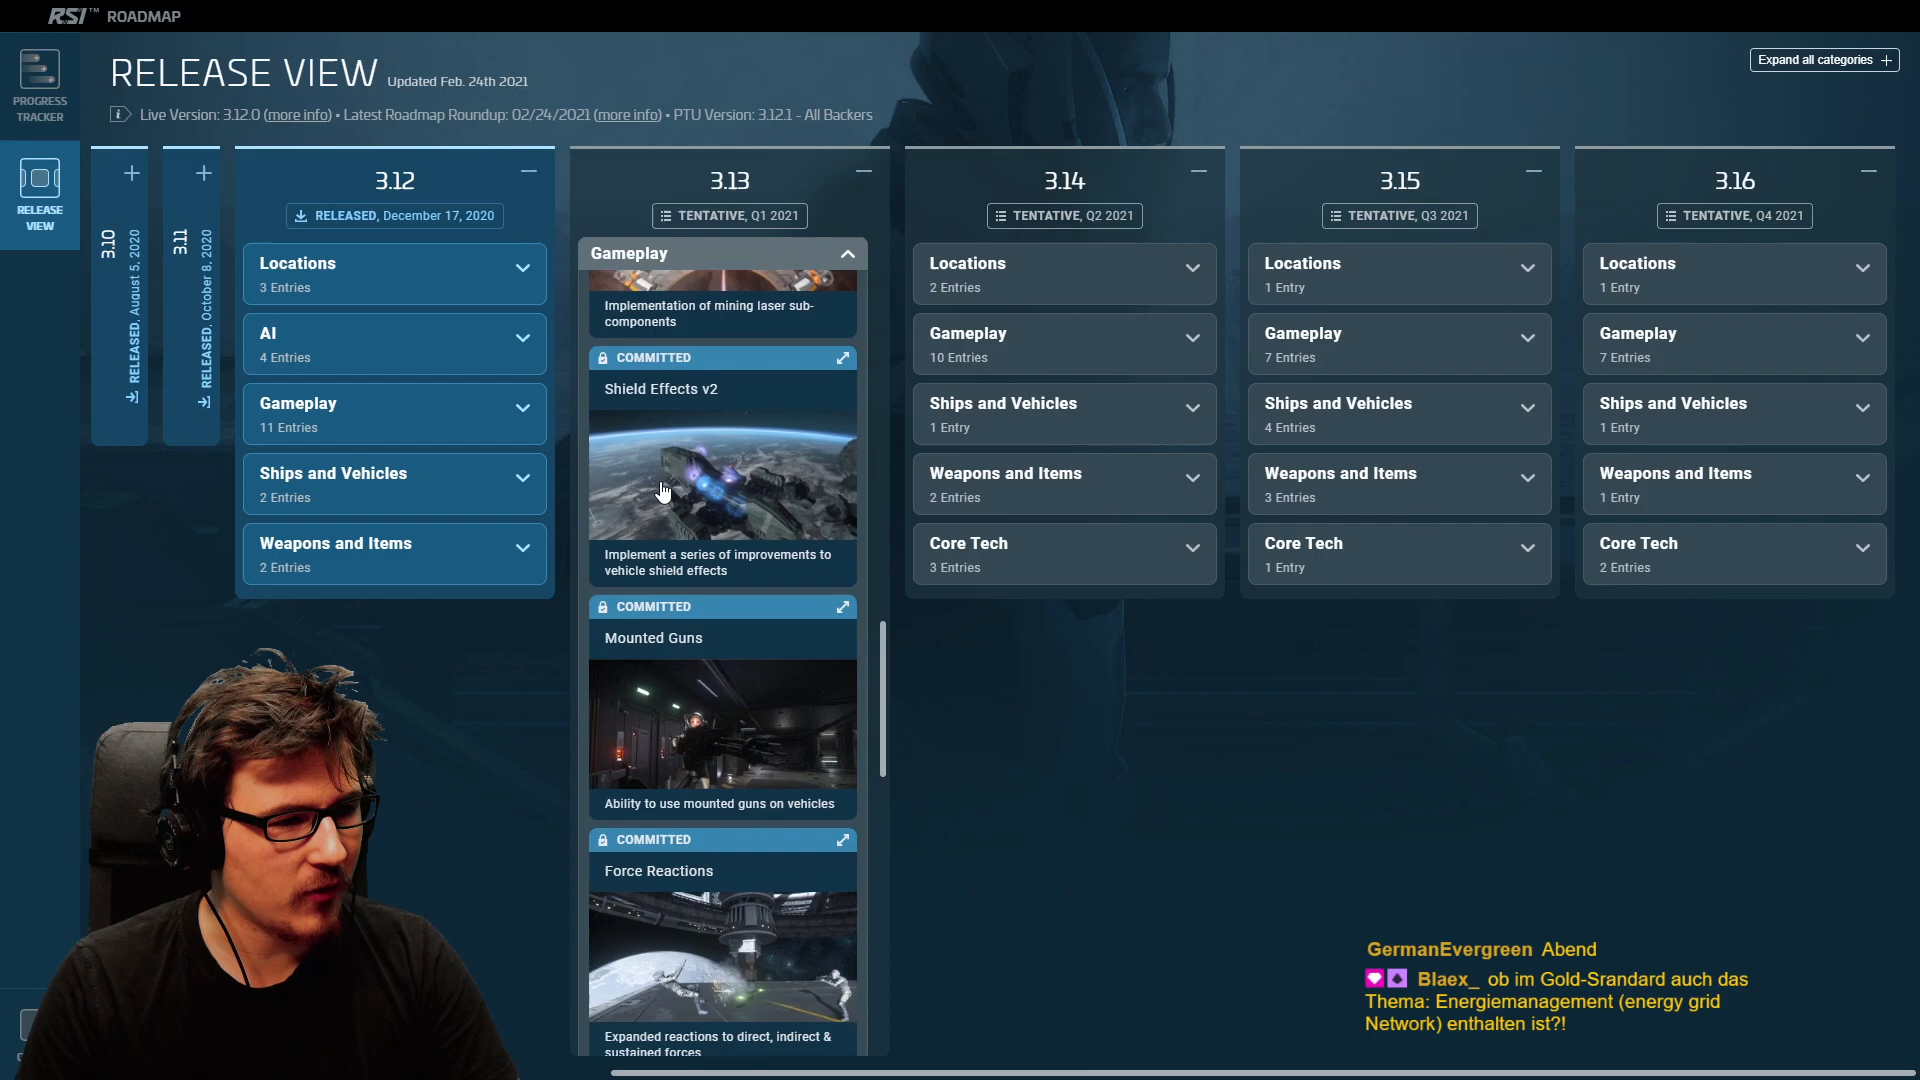 RSI™ ROADMAP
PROGRESS
TRACKER
RELEASE
VIEW
RELEASE VIEW Updated Feb. 24th 2021
Live Version: 3.12.0 (more info) • Latest Roadmap Roundup: 02/24/2021 (more info) • PTU Version: 3.12.1 - All Backers
Expand all categories
3.10
RELEASED, August 5, 2020
3.11
RELEASED, October 8, 2020
3.12
RELEASED, December 17, 2020
Locations
3 Entries
AI
4 Entries
Gameplay
11 Entries
Ships and Vehicles
2 Entries
Weapons and Items
2 Entries
3.13
TENTATIVE, Q1 2021
Gameplay
Implementation of mining laser sub-
components
COMMITTED
Shield Effects v2
Implement a series of improvements to
vehicle shield effects
COMMITTED
Mounted Guns
Ability to use mounted guns on vehicles
COMMITTED
Force Reactions
Expanded reactions to direct, indirect &
sustained forces
3.14
TENTATIVE, Q2 2021
Locations
2 Entries
Gameplay
10 Entries
Ships and Vehicles
1 Entry
Weapons and Items
2 Entries
Core Tech
3 Entries
3.15
TENTATIVE, Q3 2021
Locations
1 Entry
Gameplay
7 Entries
Ships and Vehicles
4 Entries
Weapons and Items
3 Entries
Core Tech
1 Entry
3.16
TENTATIVE, Q4 2021
Locations
1 Entry
Gameplay
7 Entries
Ships and Vehicles
1 Entry
Weapons and Items
1 Entry
Core Tech
2 Entries
GermanEvergreen Abend
Blaex_ ob im Gold-Srandard auch das
Thema: Energiemanagement (energy grid
Network) enthalten ist?!